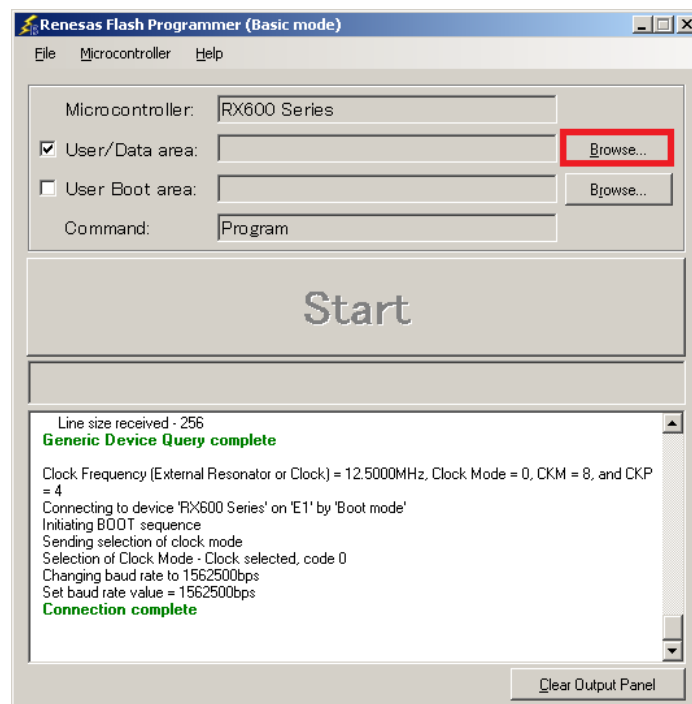 Renesas Flash Programmer (Basic mode)
File Microcontroller Help
Microcontroller: RX600 Series
User/Data area: Browse...
User Boot area: Browse...
Command: Program
Start
Line size received - 256
Generic Device Query complete
Clock Frequency (External Resonator or Clock) = 12.5000MHz, Clock Mode = 0, CKM = 8, and CKP
= 4
Connecting to device 'RX600 Series' on 'E1' by 'Boot mode'
Initiating BOOT sequence
Sending selection of clock mode
Selection of Clock Mode - Clock selected, code 0
Changing baud rate to 1562500bps
Set baud rate value = 1562500bps
Connection complete
Clear Output Panel